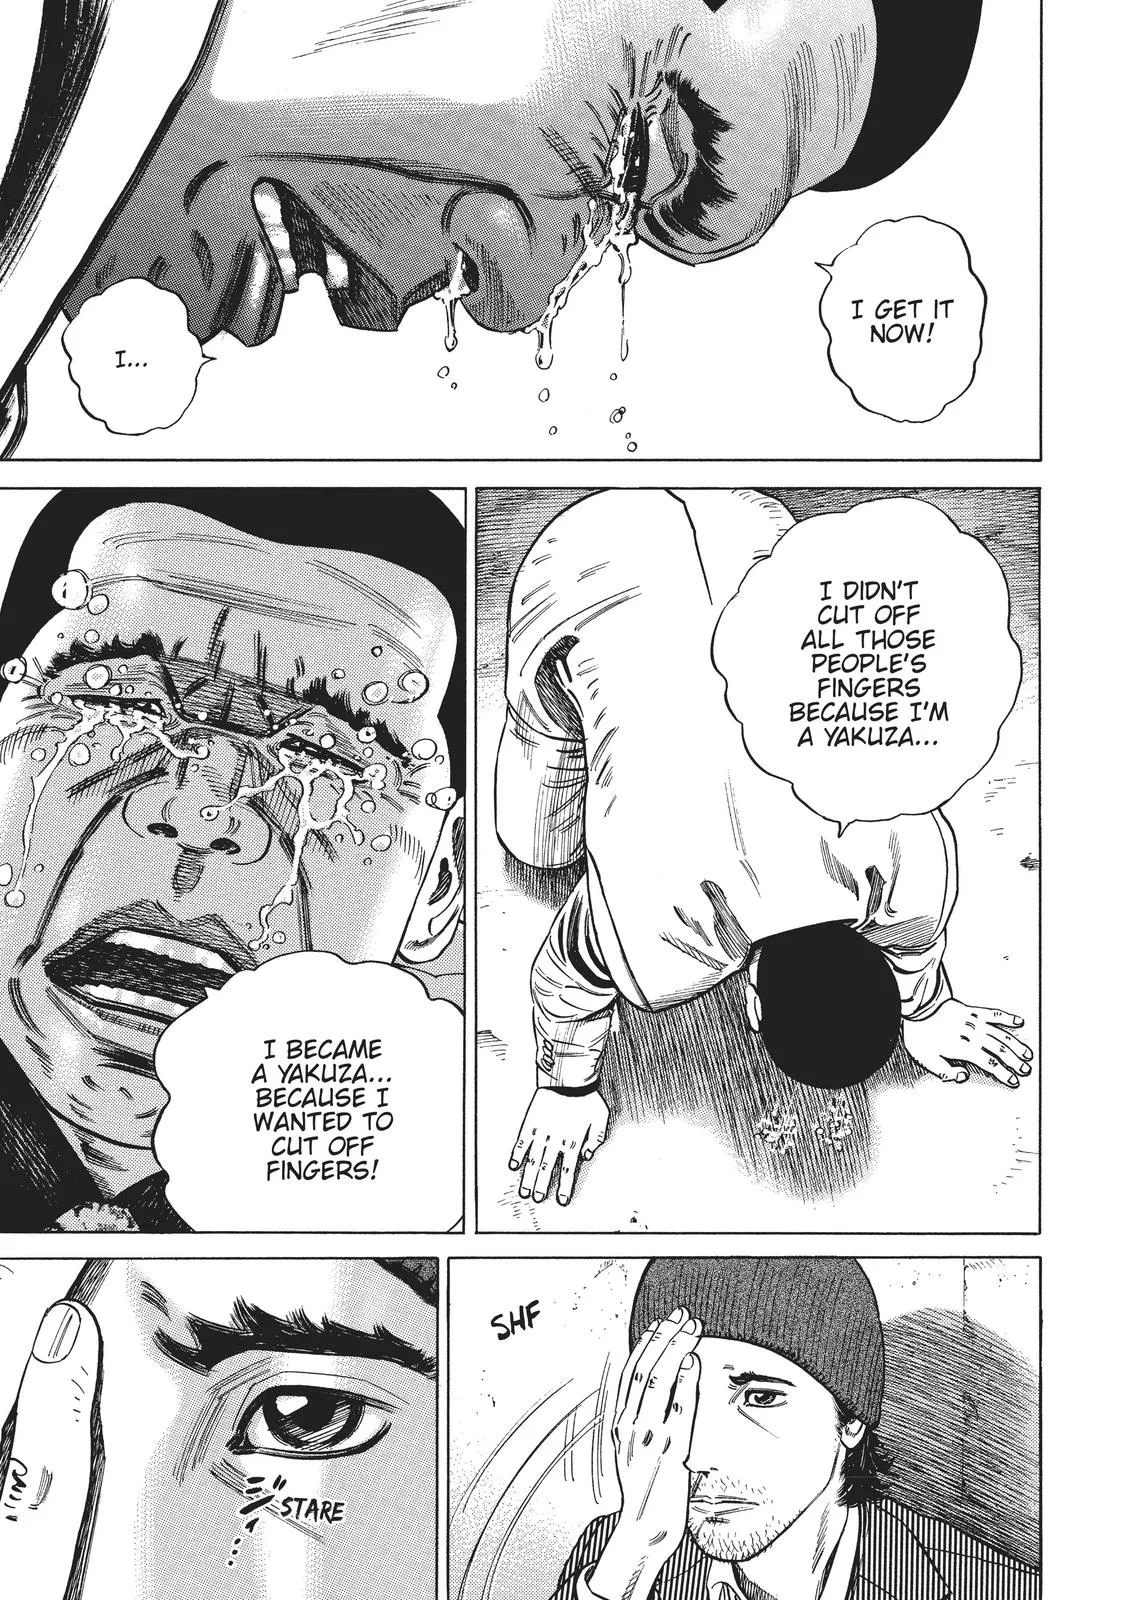 I GET IT
NOW!
I...
I DIDN'T
CUT OFF
ALL THOSE
PEOPLE'S
FINGERS
BECAUSE I'M
A YAKUZA...
I BECAME
A YAKUZA...
BECAUSE I
WANTED TO
CUT OFF
FINGERS!
SHF
ジ... STARE